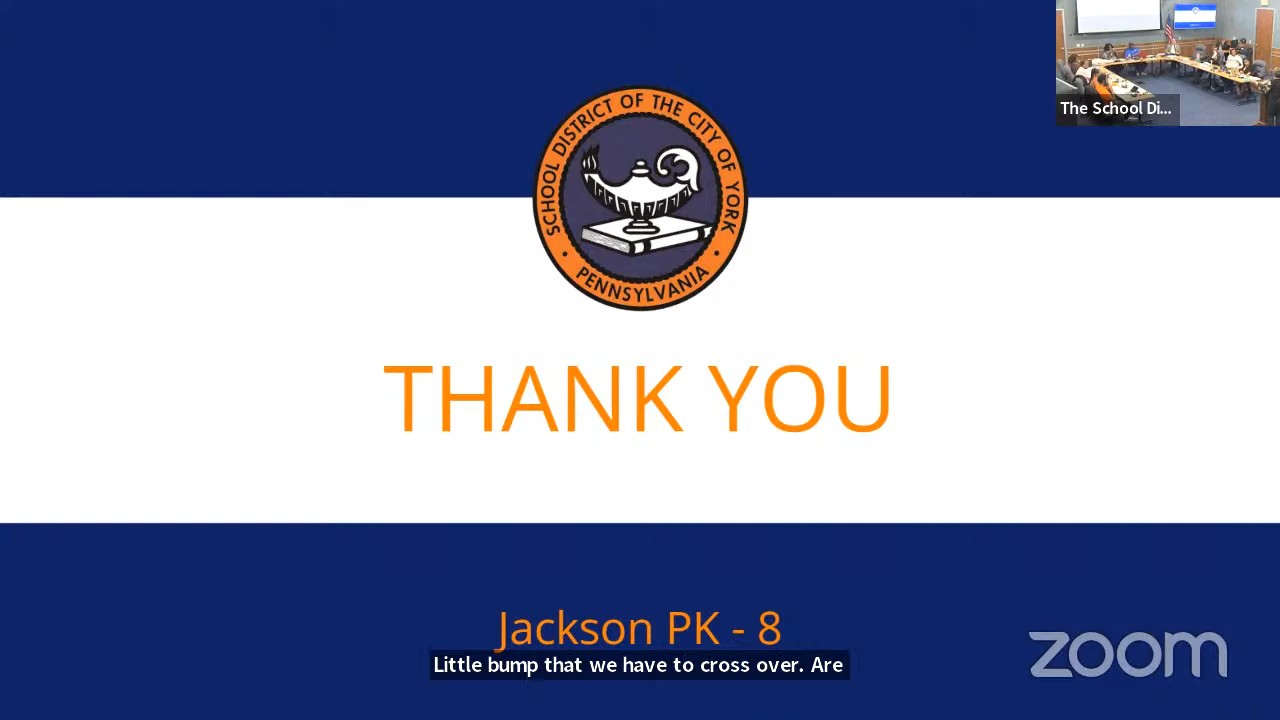 The School Di...
SCHOOL DISTRICT OF THE CITY OF YORK
• PENNSYLVANIA •
THANK YOU
Jackson PK - 8
Little bump that we have to cross over. Are
zoom